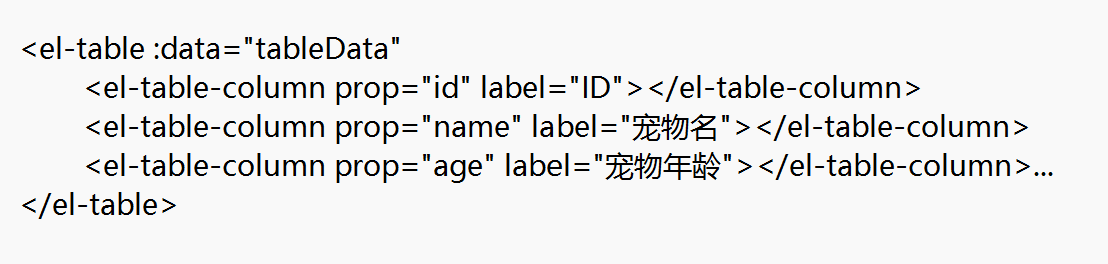 <el-table :data="tableData"
<el-table-column prop="id" label="ID"></el-table-column>
<el-table-column prop="name" label="宠物名"></el-table-column>
<el-table-column prop="age" label="宠物年龄"></el-table-column>...
</el-table>